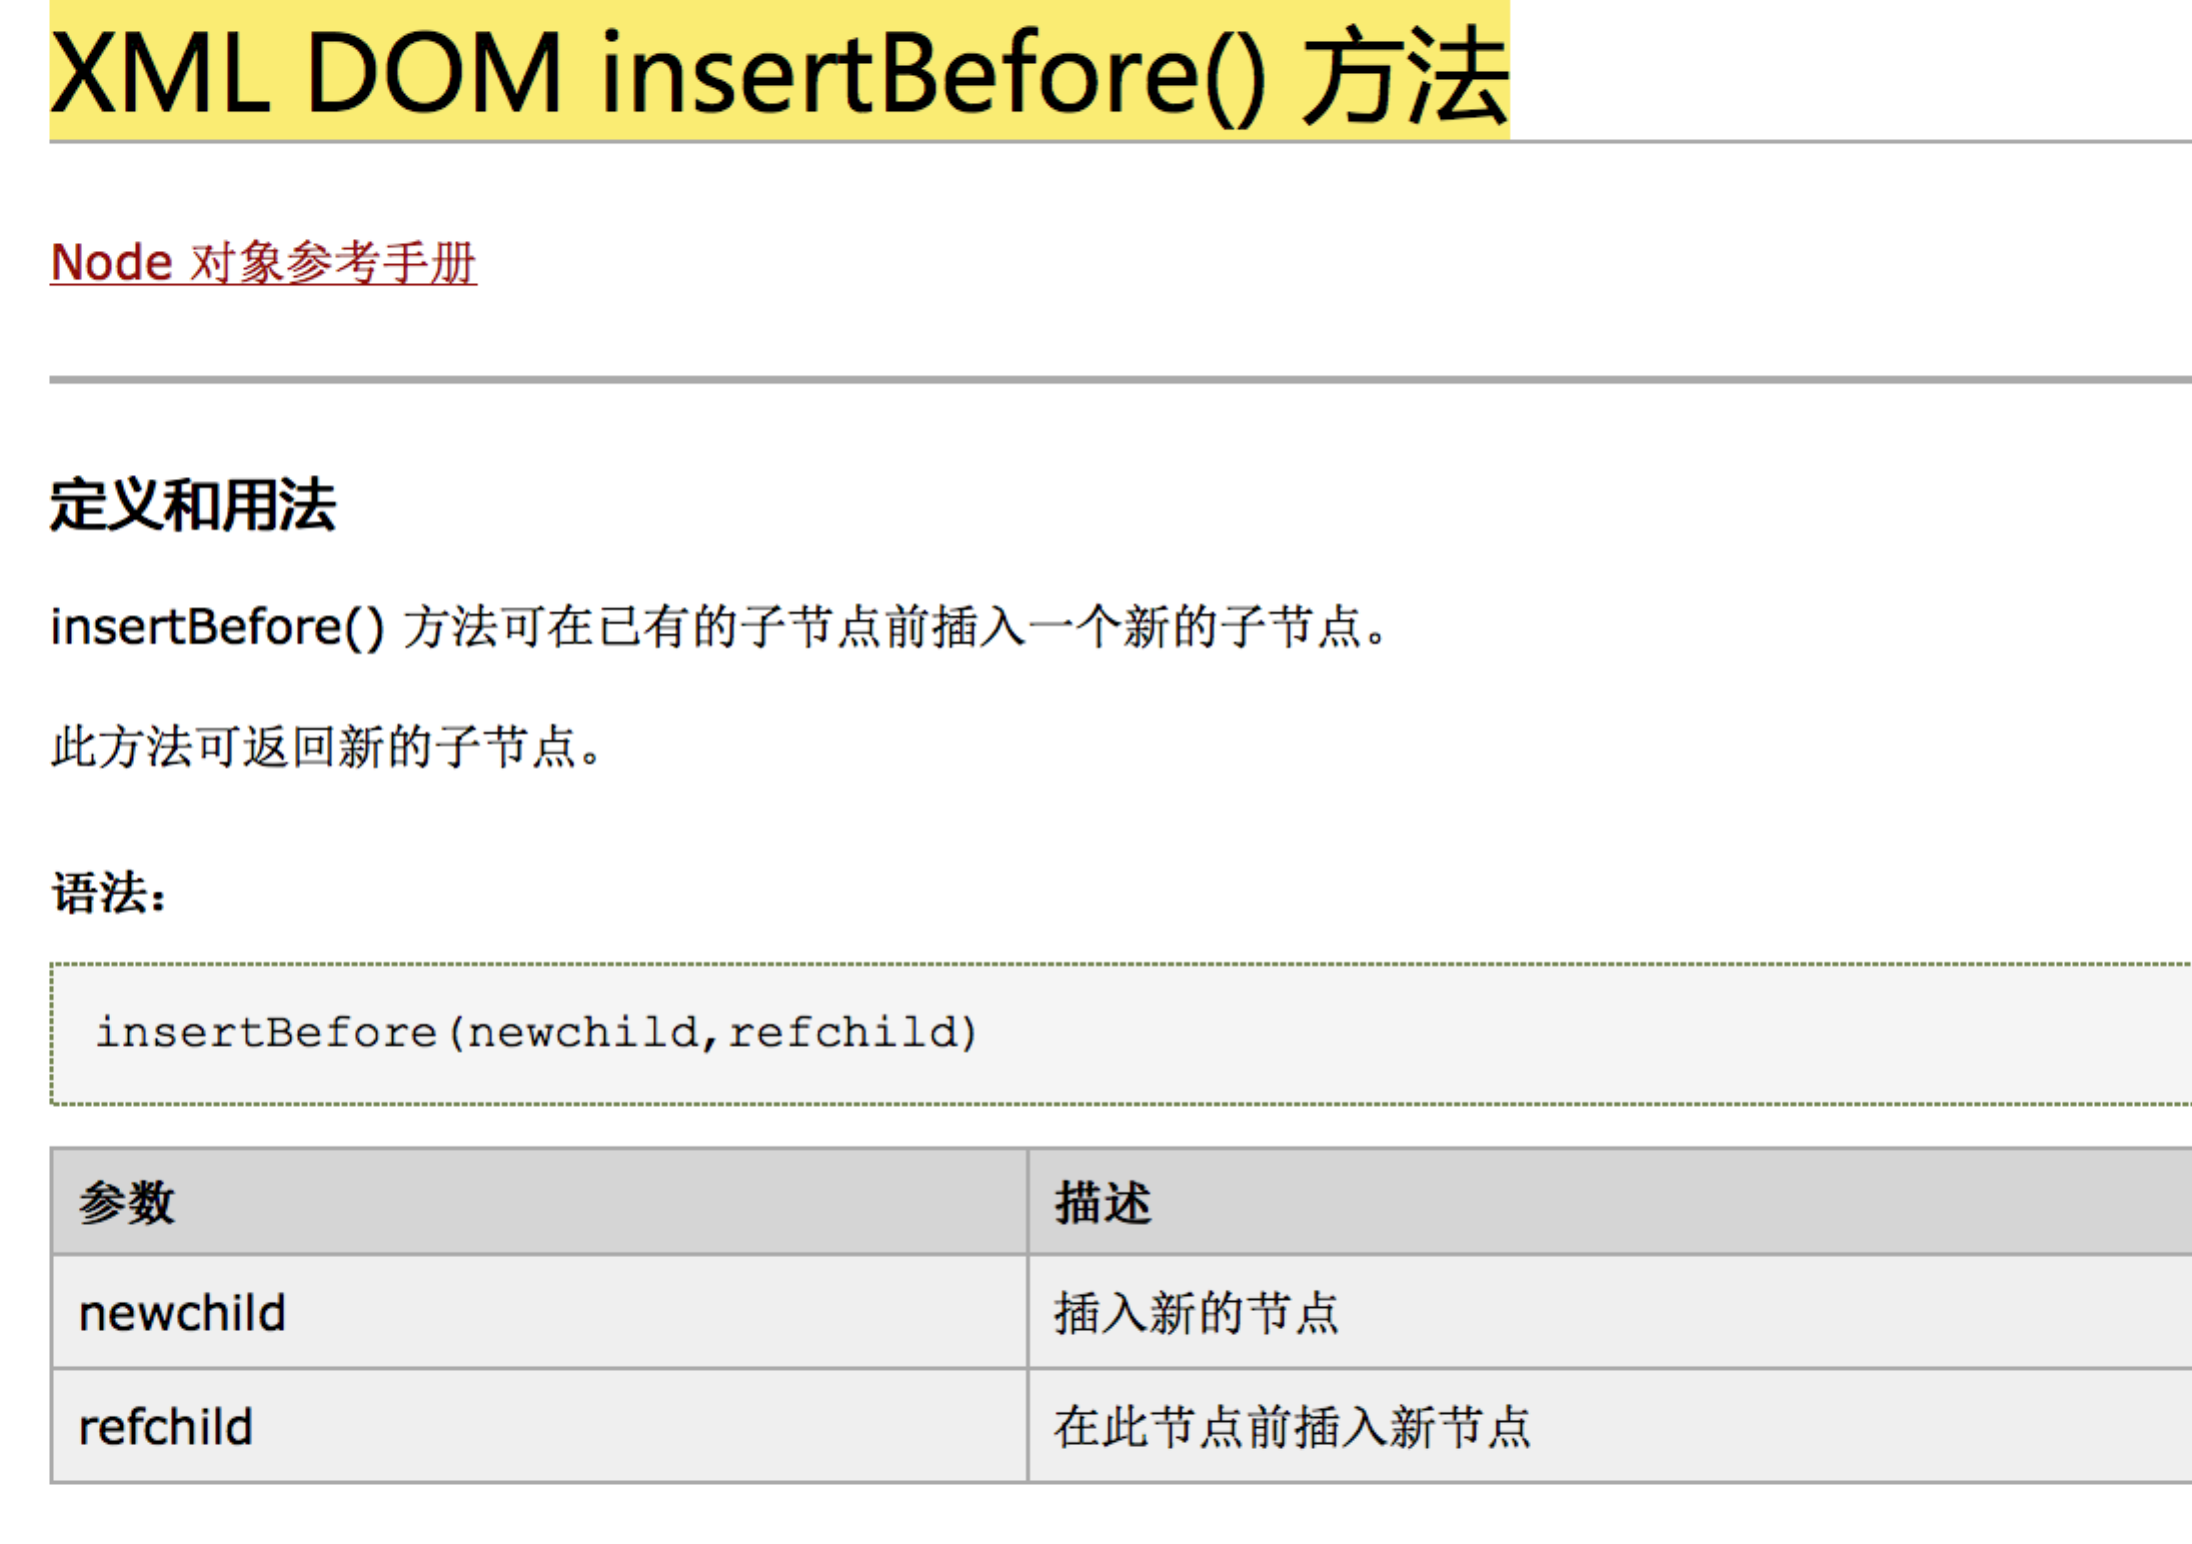 XML DOM insertBefore() 方法
Node 对象参考手册
定义和用法
insertBefore() 方法可在已有的子节点前插入一个新的子节点。
此方法可返回新的子节点。
语法：
insertBefore(newchild,refchild)
参数 描述
newchild 插入新的节点
refchild 在此节点前插入新节点